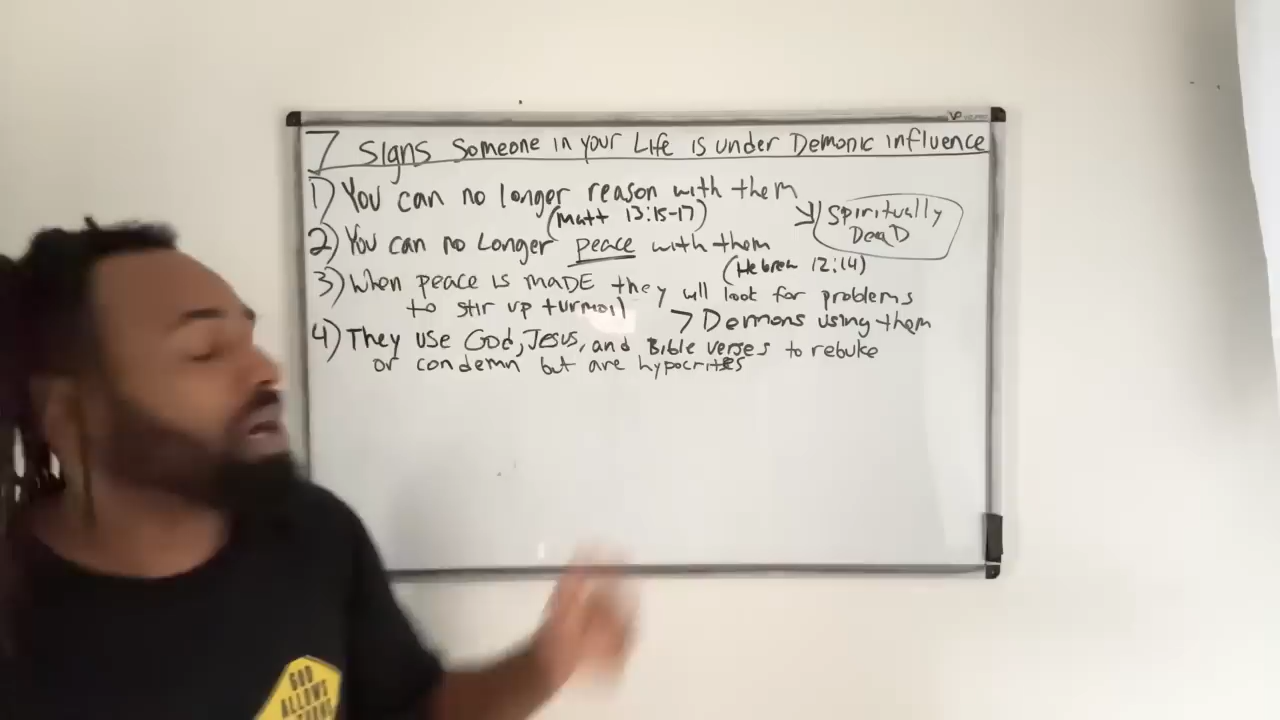 7 Signs Someone in your Life is under Demonic influence
1) You can no longer reason with them
(Matt 13:15-17)
Spiritually
DeaD
2) You can no Longer peace with them
(Hebrew 12:14)
3) When peace is maDE they will look for problems
to stir up turmoil
> Demons using them
4) They use God, Jesus, and Bible verses to rebuke
or condemn but are hypocrites
GOD
ALLOWS